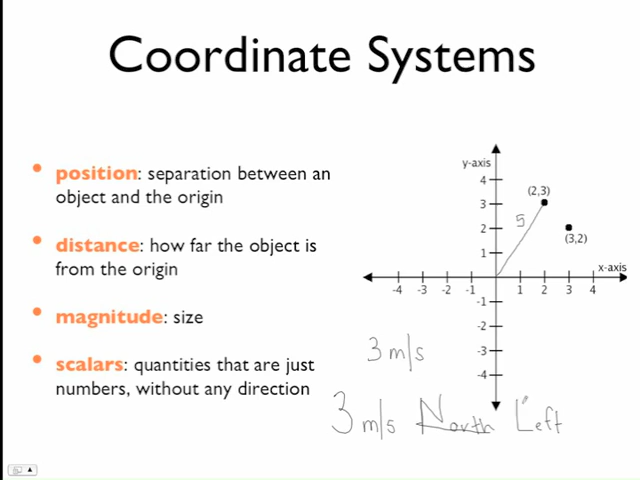 Coordinate Systems
• position: separation between an
object and the origin
• distance: how far the object is
from the origin
• magnitude: size
• scalars: quantities that are just
numbers, without any direction
y-axis
4
(2,3)
3
5
2
(3,2)
1
x-axis
-4 -3 -2 -1 1 2 3 4
-1
-2
-3
-4
3 m/s
3 m/s North Left